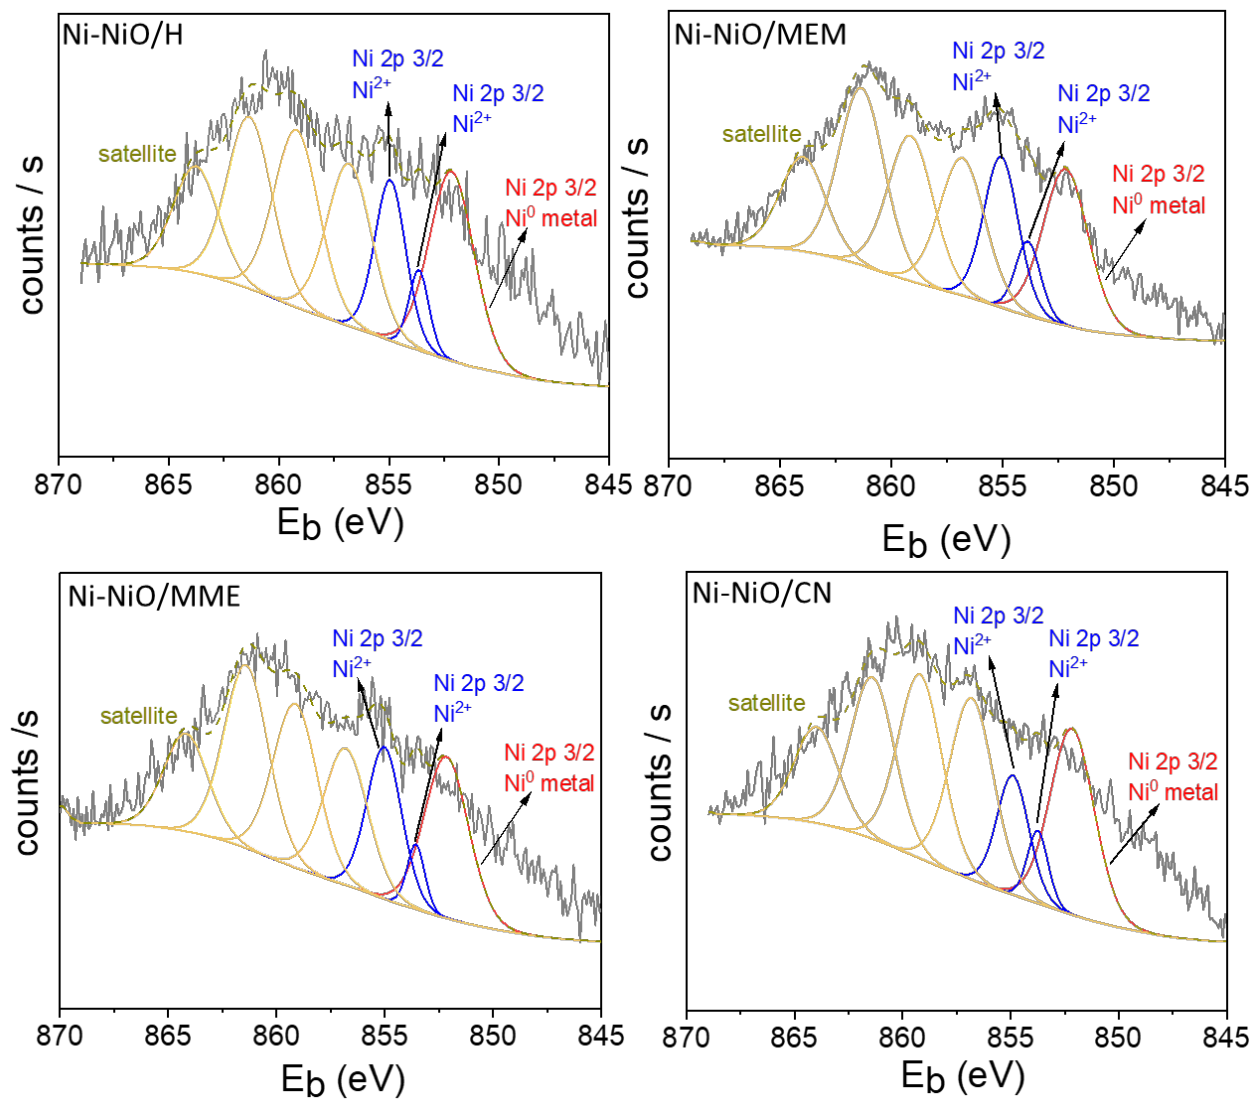 Ni-NiO/H
Ni 2p 3/2
Ni²⁺
Ni 2p 3/2
Ni²⁺
satellite
Ni 2p 3/2
Ni⁰ metal
counts / s
870 865 860 855 850 845
E_b (eV)
Ni-NiO/MEM
Ni 2p 3/2
Ni²⁺
Ni 2p 3/2
Ni²⁺
satellite
Ni 2p 3/2
Ni⁰ metal
counts / s
870 865 860 855 850 845
E_b (eV)
Ni-NiO/MME
Ni 2p 3/2
Ni²⁺
Ni 2p 3/2
Ni²⁺
satellite
Ni 2p 3/2
Ni⁰ metal
counts /s
870 865 860 855 850 845
E_b (eV)
Ni-NiO/CN
Ni 2p 3/2
Ni²⁺
Ni 2p 3/2
Ni²⁺
satellite
Ni 2p 3/2
Ni⁰ metal
counts / s
870 865 860 855 850 845
E_b (eV)